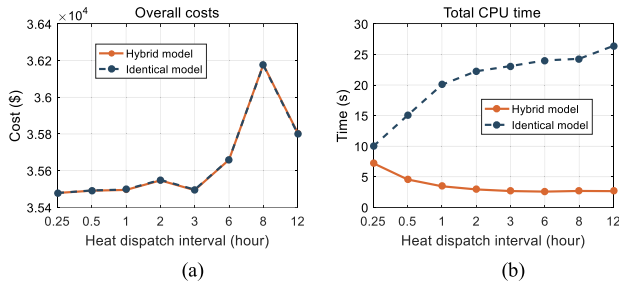 Overall costs
×10⁴
3.64
3.62
3.6
3.58
3.56
3.54
Cost ($)
Hybrid model
Identical model
0.25 0.5 1 2 3 6 8 12
Heat dispatch interval (hour)
(a)
Total CPU time
30
25
20
15
10
5
0
Time (s)
Hybrid model
Identical model
0.25 0.5 1 2 3 6 8 12
Heat dispatch interval (hour)
(b)